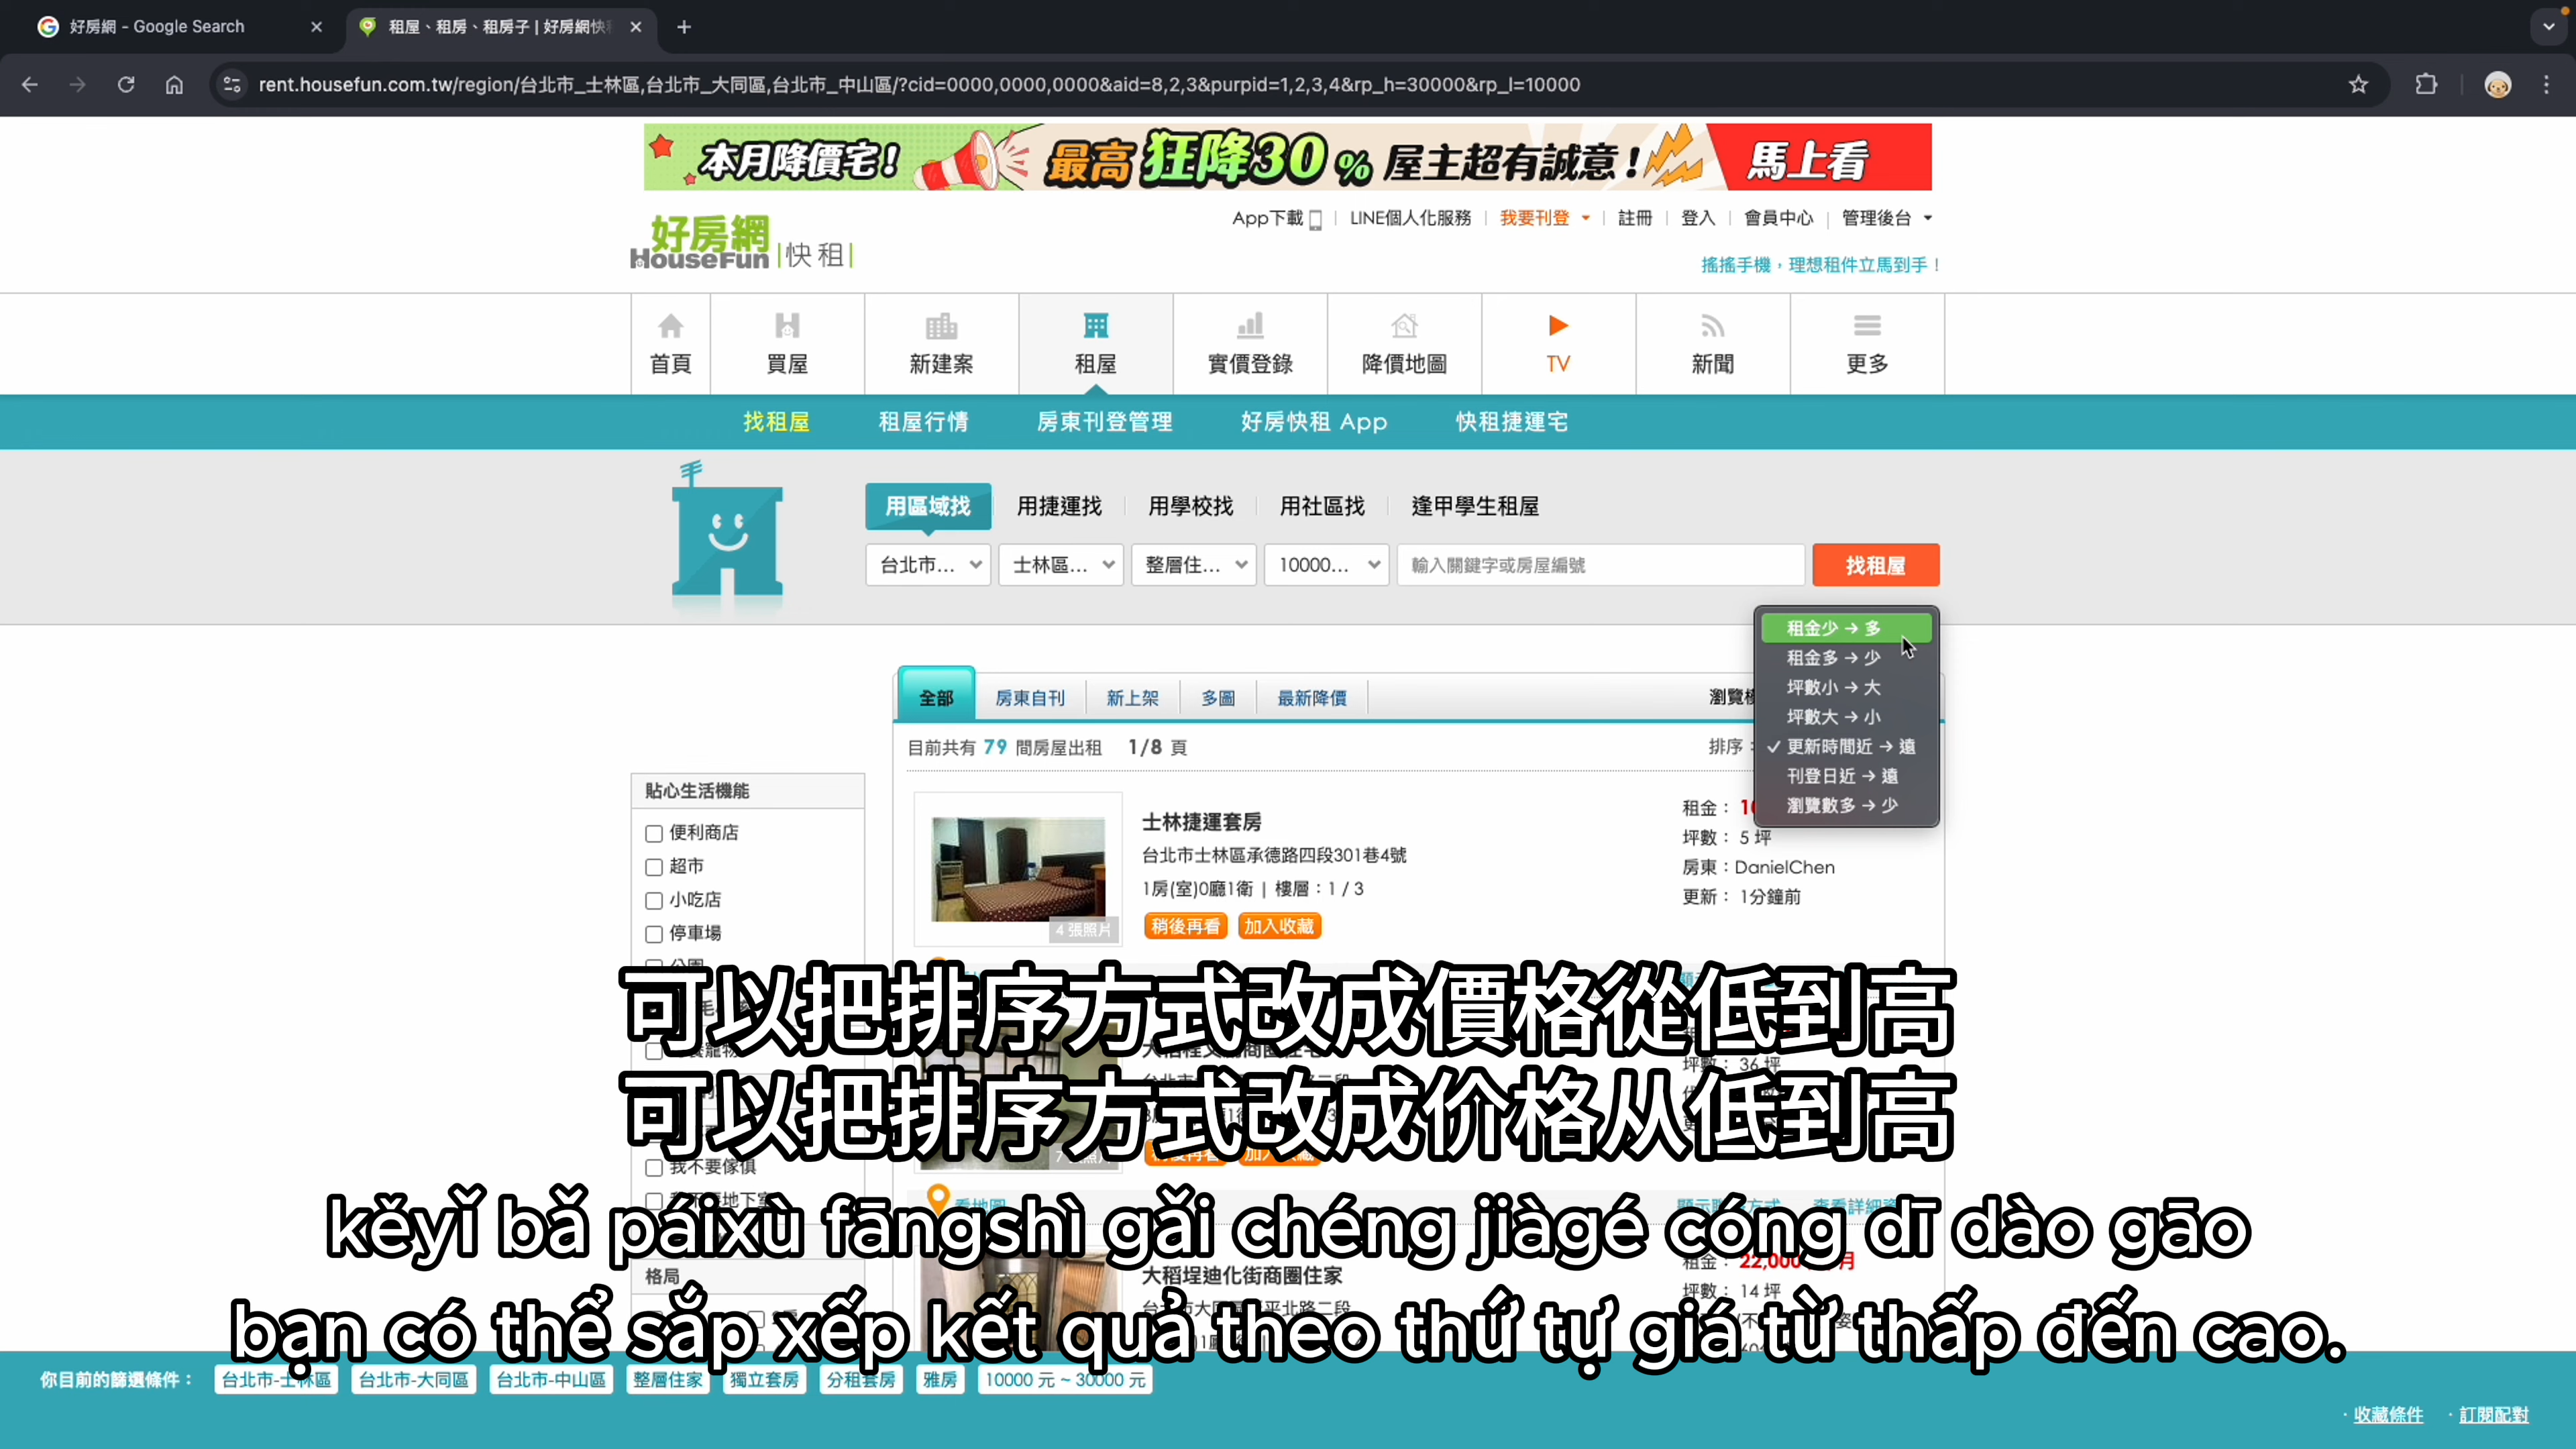 好房網 - Google Search
租屋、租房、租房子 | 好房網快
rent.housefun.com.tw/region/台北市_士林區,台北市_大同區,台北市_中山區/?cid=0000,0000,0000&aid=8,2,3&purpid=1,2,3,4&rp_h=30000&rp_l=10000
本月降價宅! 最高狂降30% 屋主超有誠意! 馬上看
App下載 LINE個人化服務 我要刊登 註冊 登入 會員中心 管理後台
好房網 HouseFun |快租|
搖搖手機，理想租件立馬到手！
首頁 買屋 新建案 租屋 實價登錄 降價地圖 TV 新聞 更多
找租屋 租屋行情 房東刊登管理 好房快租 App 快租捷運宅
用區域找 用捷運找 用學校找 用社區找 逢甲學生租屋
台北市... 士林區... 整層住... 10000... 輸入關鍵字或房屋編號 找租屋
租金少 → 多
租金多 → 少
坪數小 → 大
坪數大 → 小
✓ 更新時間近 → 遠
刊登日近 → 遠
瀏覽數多 → 少
全部 房東自刊 新上架 多圖 最新降價 瀏覽
目前共有 79 間房屋出租 1/8 頁 排序：
貼心生活機能
便利商店
超市
小吃店
停車場
士林捷運套房
台北市士林區承德路四段301巷4號
1房(室)0廳1衛 | 樓層：1 / 3
稍後再看 加入收藏
4 張照片
租金：
坪數： 5 坪
房東：DanielChen
更新： 1分鐘前
可以把排序方式改成價格從低到高
可以把排序方式改成价格从低到高
kěyǐ bǎ páixù fāngshì gǎi chéng jiàgé cóng dī dào gāo
bạn có thể sắp xếp kết quả theo thứ tự giá từ thấp đến cao.
坪數： 36 坪
我不要傢俱
格局
大稻埕迪化街商圈住家
租金： 22,000
坪數： 14 坪
你目前的篩選條件： 台北市-士林區 台北市-大同區 台北市-中山區 整層住家 獨立套房 分租套房 雅房 10000 元 ~ 30000 元
· 收藏條件 · 訂閱配對